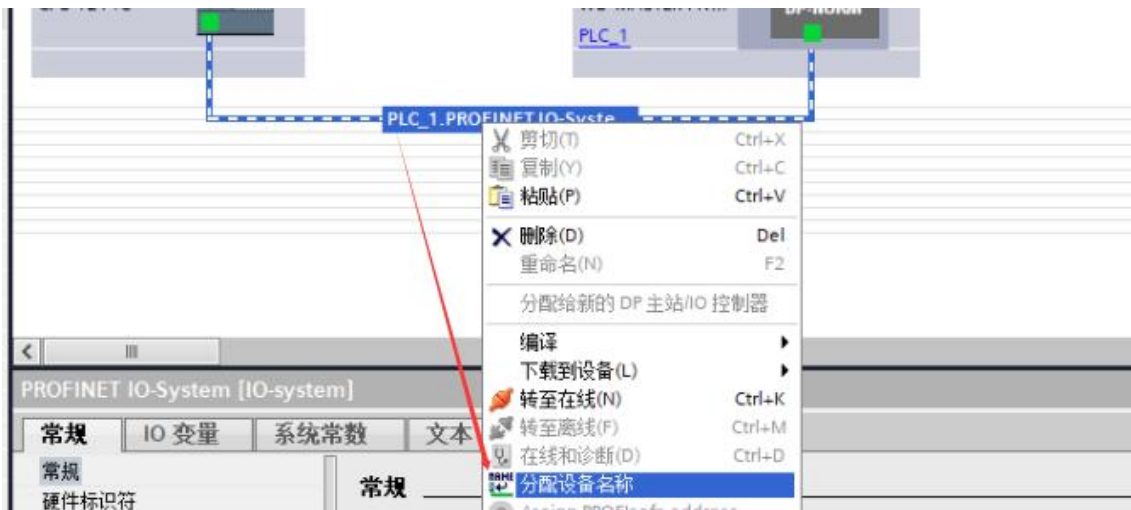 PLC_1
PLC_1.PROFINET IO-Syste...
剪切(T) Ctrl+X
复制(Y) Ctrl+C
粘贴(P) Ctrl+V
删除(D) Del
重命名(N) F2
分配给新的 DP 主站/IO 控制器
编译
下载到设备(L)
转至在线(N) Ctrl+K
转至离线(F) Ctrl+M
在线和诊断(D) Ctrl+D
分配设备名称
PROFINET IO-System [IO-system]
常规 IO 变量 系统常数 文本
常规
硬件标识符
常规